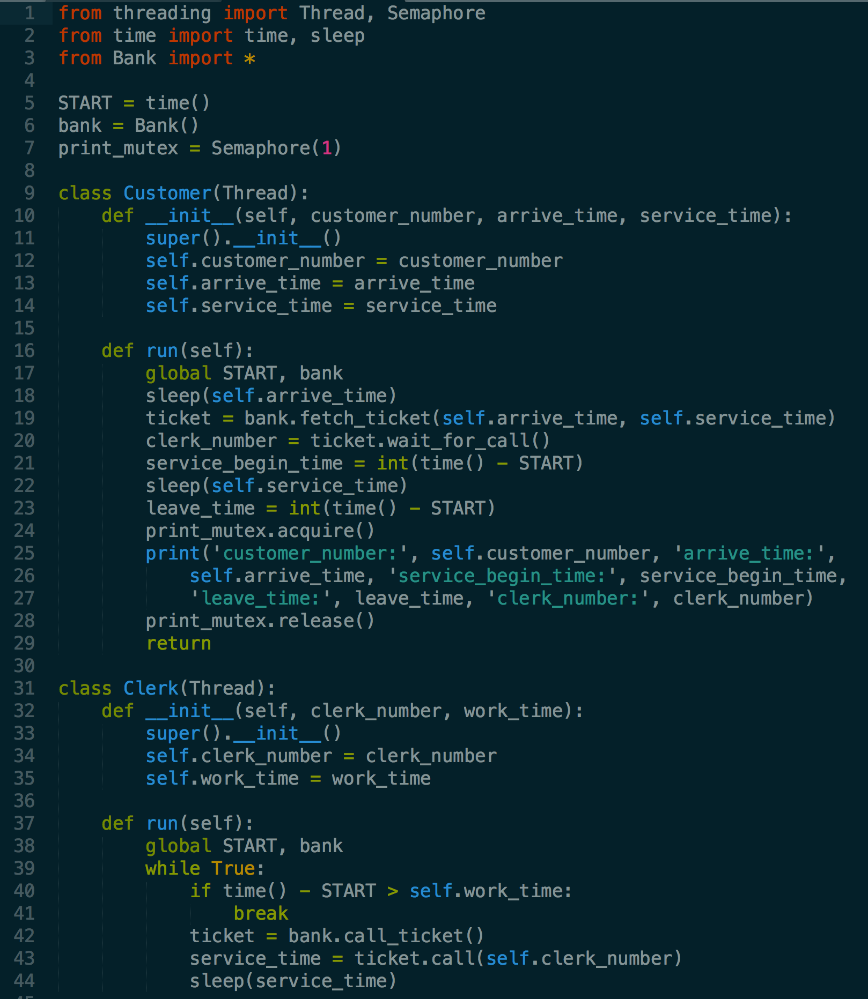 1 from threading import Thread, Semaphore
2 from time import time, sleep
3 from Bank import *
4
5 START = time()
6 bank = Bank()
7 print_mutex = Semaphore(1)
8
9 class Customer(Thread):
10     def __init__(self, customer_number, arrive_time, service_time):
11         super().__init__()
12         self.customer_number = customer_number
13         self.arrive_time = arrive_time
14         self.service_time = service_time
15
16     def run(self):
17         global START, bank
18         sleep(self.arrive_time)
19         ticket = bank.fetch_ticket(self.arrive_time, self.service_time)
20         clerk_number = ticket.wait_for_call()
21         service_begin_time = int(time() - START)
22         sleep(self.service_time)
23         leave_time = int(time() - START)
24         print_mutex.acquire()
25         print('customer_number:', self.customer_number, 'arrive_time:',
26             self.arrive_time, 'service_begin_time:', service_begin_time,
27             'leave_time:', leave_time, 'clerk_number:', clerk_number)
28         print_mutex.release()
29         return
30
31 class Clerk(Thread):
32     def __init__(self, clerk_number, work_time):
33         super().__init__()
34         self.clerk_number = clerk_number
35         self.work_time = work_time
36
37     def run(self):
38         global START, bank
39         while True:
40             if time() - START > self.work_time:
41                 break
42             ticket = bank.call_ticket()
43             service_time = ticket.call(self.clerk_number)
44             sleep(service_time)